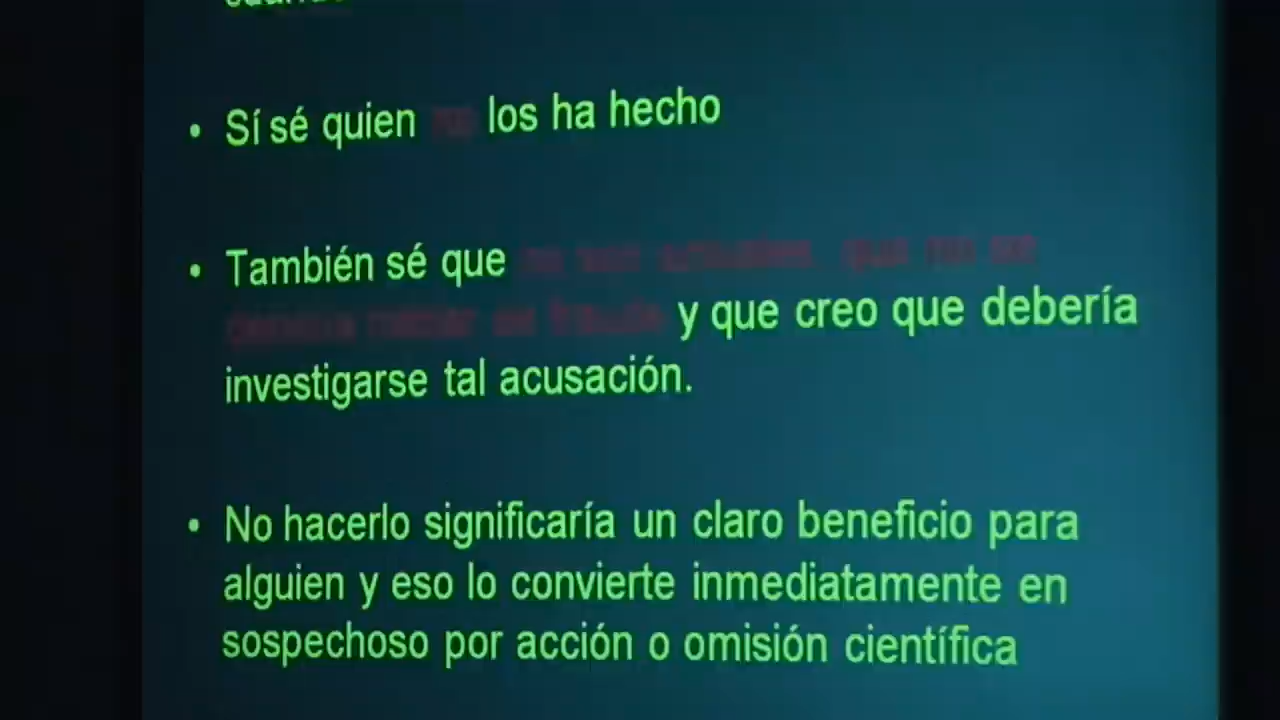 • Sí sé quien no los ha hecho
• También sé que
y que creo que debería
investigarse tal acusación.
• No hacerlo significaría un claro beneficio para
alguien y eso lo convierte inmediatamente en
sospechoso por acción o omisión científica